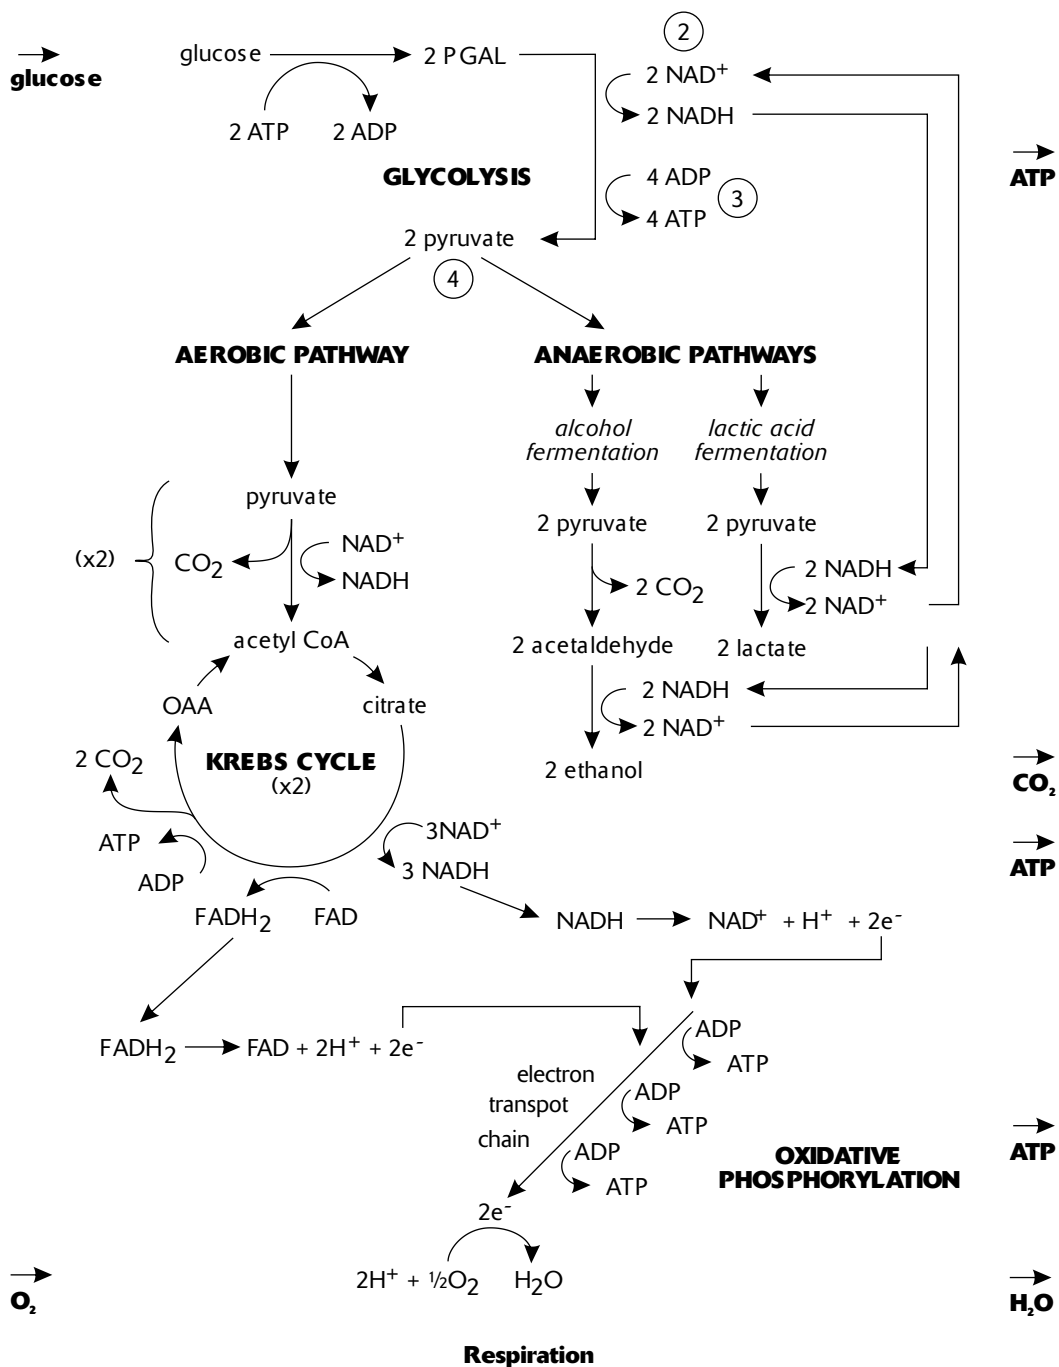 glucose
glucose
2 PGAL
2
2 NAD⁺
2 NADH
2 ATP
2 ADP
GLYCOLYSIS
4 ADP
3
4 ATP
ATP
2 pyruvate
4
AEROBIC PATHWAY
ANAEROBIC PATHWAYS
alcohol
fermentation
lactic acid
fermentation
pyruvate
2 pyruvate
2 pyruvate
(x2)
CO₂
NAD⁺
NADH
2 CO₂
2 NADH
2 NAD⁺
acetyl CoA
2 acetaldehyde
2 lactate
OAA
citrate
2 NADH
2 NAD⁺
2 CO₂
KREBS CYCLE
(x2)
2 ethanol
CO₂
ATP
3NAD⁺
ATP
ADP
3 NADH
FADH₂
FAD
NADH
NAD⁺ + H⁺ + 2e⁻
FADH₂
FAD + 2H⁺ + 2e⁻
ADP
ATP
electron
transpot
chain
ADP
ATP
ADP
ATP
OXIDATIVE
PHOSPHORYLATION
ATP
2e⁻
2H⁺ + ½O₂
H₂O
O₂
H₂O
Respiration